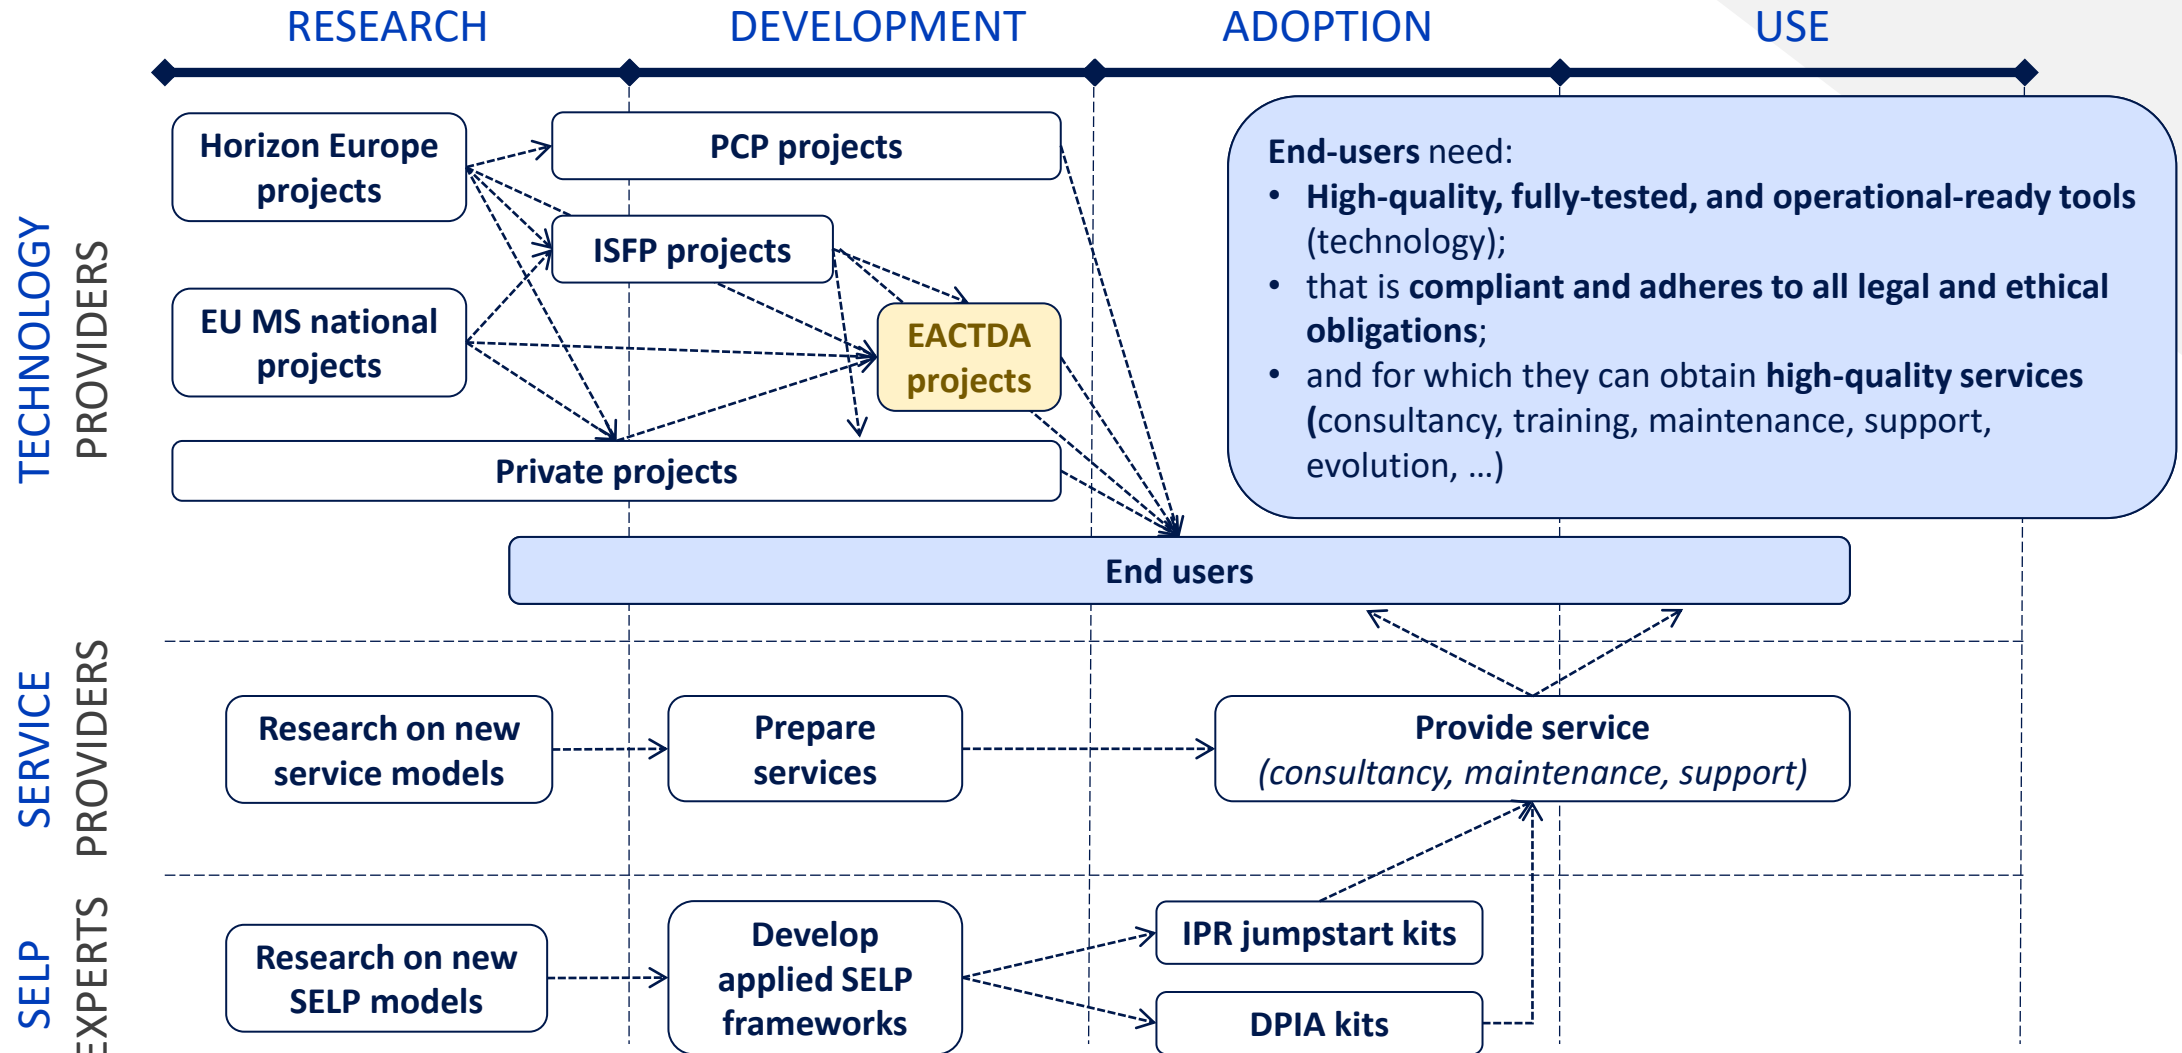 RESEARCH
DEVELOPMENT
ADOPTION
USE
TECHNOLOGY
PROVIDERS
Horizon Europe
projects
PCP projects
ISFP projects
EU MS national
projects
EACTDA
projects
Private projects
End-users need:
• High-quality, fully-tested, and operational-ready tools
(technology);
• that is compliant and adheres to all legal and ethical
obligations;
• and for which they can obtain high-quality services
(consultancy, training, maintenance, support,
evolution, ...)
End users
SERVICE
PROVIDERS
Research on new
service models
Prepare
services
Provide service
(consultancy, maintenance, support)
SELP
EXPERTS
Research on new
SELP models
Develop
applied SELP
frameworks
IPR jumpstart kits
DPIA kits